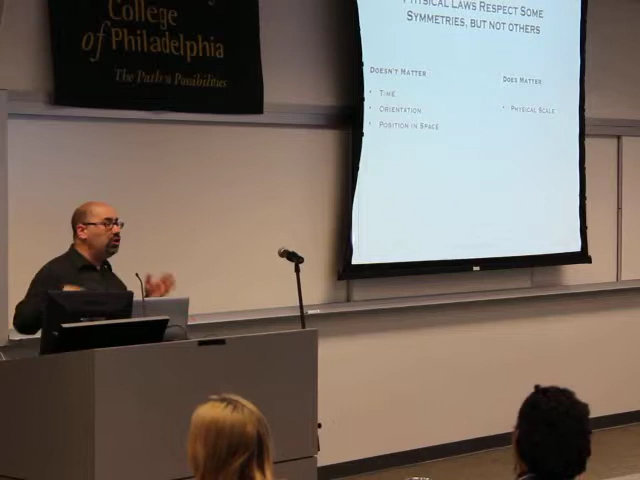 College
of Philadelphia
The Path to Possibilities
Physical Laws Respect Some
Symmetries, but not others
Doesn't Matter
• Time
• Orientation
• Position in Space
Does Matter
• Physical Scale